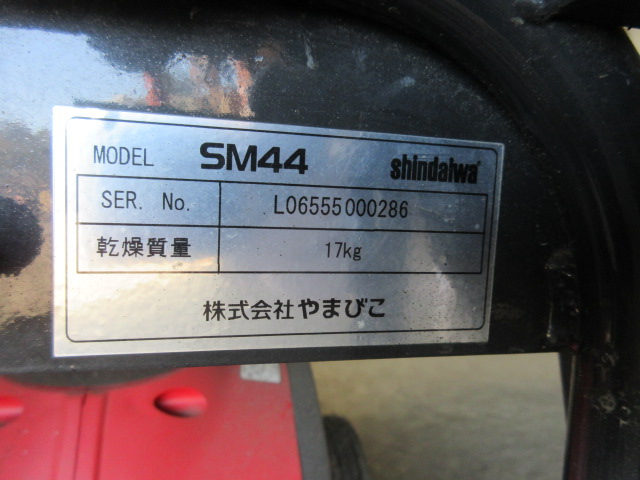 MODEL SM44 shindaiwa
SER. No. L06555000286
乾燥質量 17kg
株式会社やまびこ